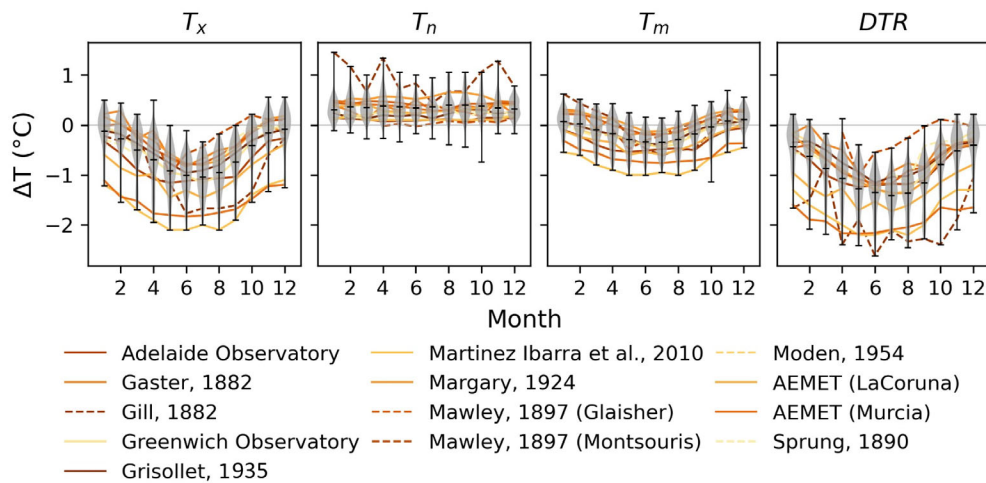 T_x T_n T_m DTR
ΔT (°C)
1
0
−1
−2
2 4 6 8 10 12 2 4 6 8 10 12 2 4 6 8 10 12 2 4 6 8 10 12
Month
Adelaide Observatory
Gaster, 1882
Gill, 1882
Greenwich Observatory
Grisollet, 1935
Martinez Ibarra et al., 2010
Margary, 1924
Mawley, 1897 (Glaisher)
Mawley, 1897 (Montsouris)
Moden, 1954
AEMET (LaCoruna)
AEMET (Murcia)
Sprung, 1890